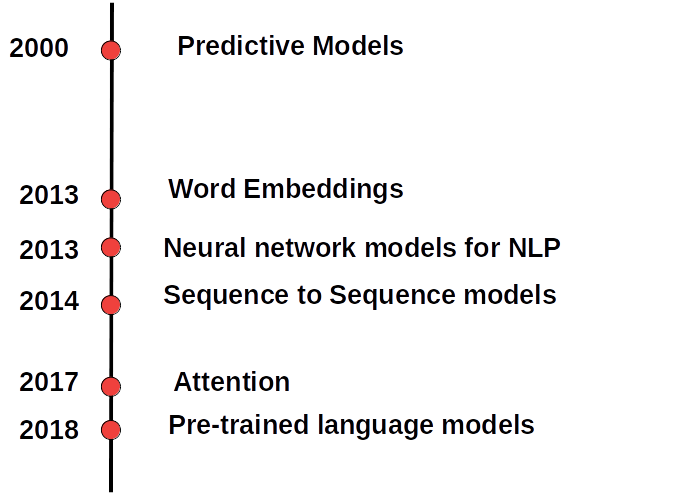 2000 Predictive Models
2013 Word Embeddings
2013 Neural network models for NLP
2014 Sequence to Sequence models
2017 Attention
2018 Pre-trained language models